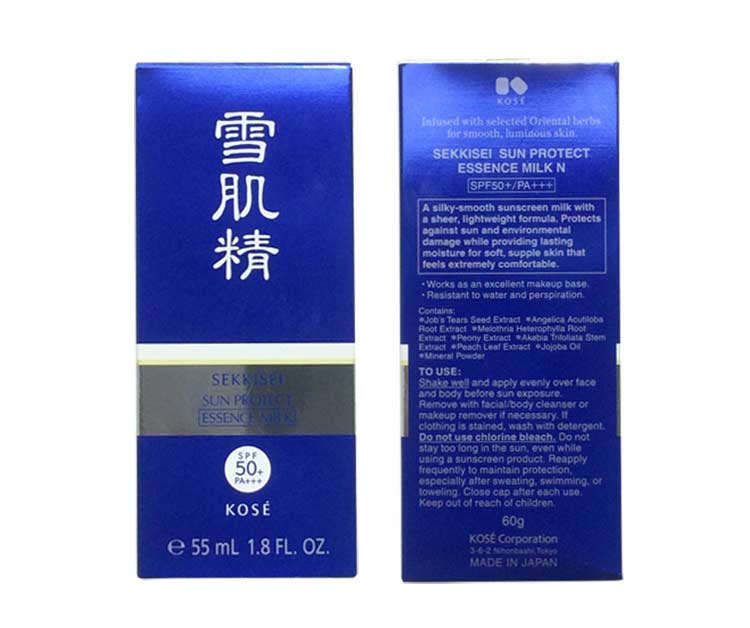 雪
肌
精
SEKKISEI
SUN PROTECT
ESSENCE MILK
SPF
50+
PA+++
KOSÉ
℮ 55 mL 1.8 FL. OZ.
KOSÉ
Infused with selected Oriental herbs
for smooth, luminous skin.
SEKKISEI SUN PROTECT
ESSENCE MILK N
SPF50+/PA+++
A silky-smooth sunscreen milk with
a sheer, lightweight formula. Protects
against sun and environmental
damage while providing lasting
moisture for soft, supple skin that
feels extremely comfortable.
・Works as an excellent makeup base.
・Resistant to water and perspiration.
Contains:
*Job's Tears Seed Extract *Angelica Acutiloba
Root Extract *Melothria Heterophylla Root
Extract *Peony Extract *Akebia Trifoliata Stem
Extract *Peach Leaf Extract *Jojoba Oil
*Mineral Powder
TO USE:
Shake well and apply evenly over face
and body before sun exposure.
Remove with facial/body cleanser or
makeup remover if necessary. If
clothing is stained, wash with detergent.
Do not use chlorine bleach. Do not
stay too long in the sun, even while
using a sunscreen product. Reapply
frequently to maintain protection,
especially after sweating, swimming, or
toweling. Close cap after each use.
Keep out of reach of children.
60g
KOSÉ Corporation
3-6-2 Nihonbashi,Tokyo
MADE IN JAPAN